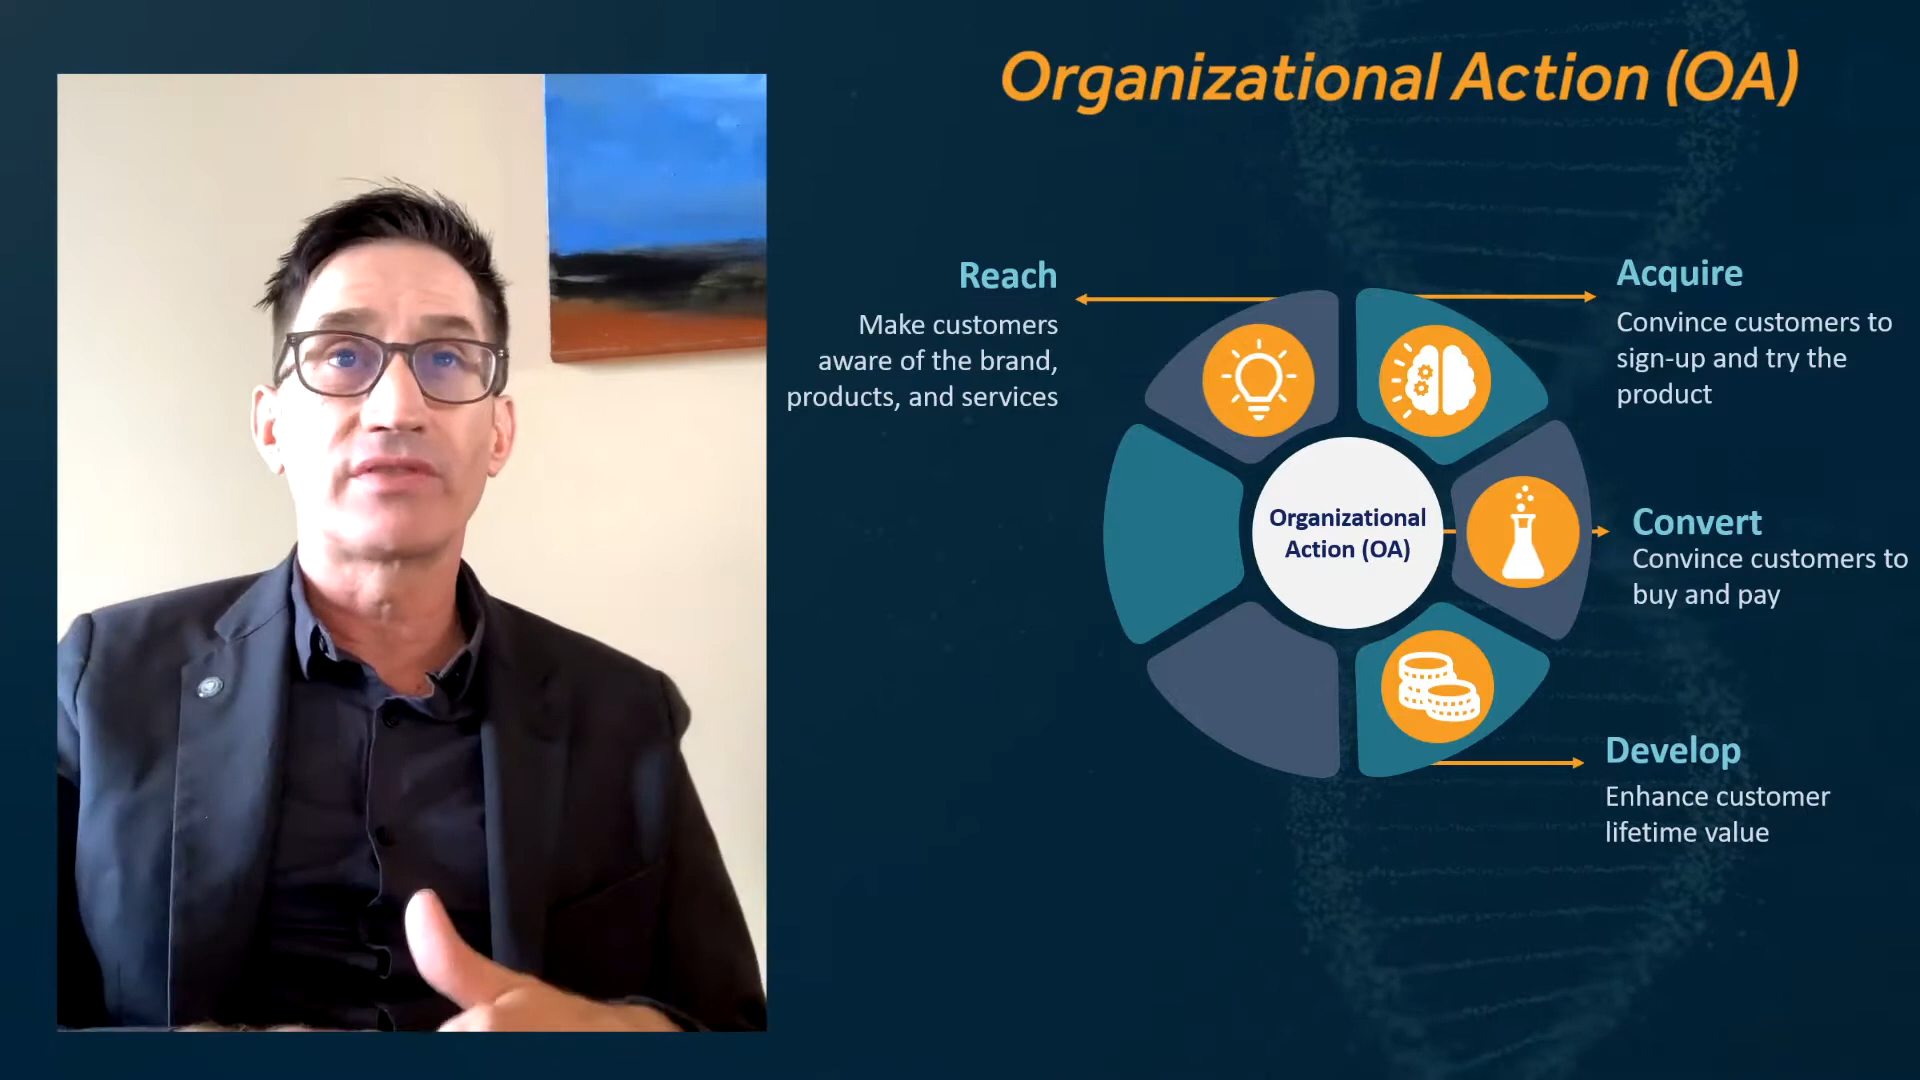 Organizational Action (OA)
Reach
Make customers
aware of the brand,
products, and services
Acquire
Convince customers to
sign-up and try the
product
Organizational
Action (OA)
Convert
Convince customers to
buy and pay
Develop
Enhance customer
lifetime value